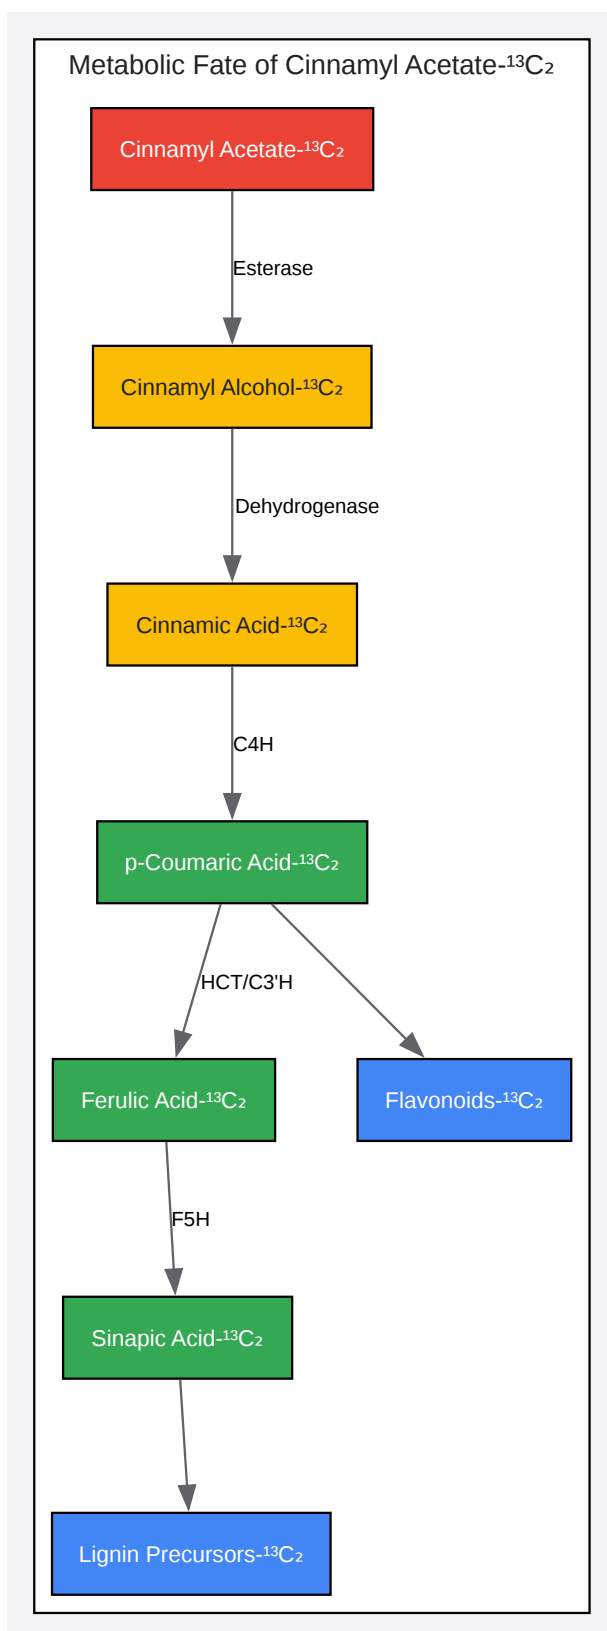 Metabolic Fate of Cinnamyl Acetate-¹³C₂
Cinnamyl Acetate-¹³C₂
Esterase
Cinnamyl Alcohol-¹³C₂
Dehydrogenase
Cinnamic Acid-¹³C₂
C4H
p-Coumaric Acid-¹³C₂
HCT/C3'H
Ferulic Acid-¹³C₂
Flavonoids-¹³C₂
F5H
Sinapic Acid-¹³C₂
Lignin Precursors-¹³C₂